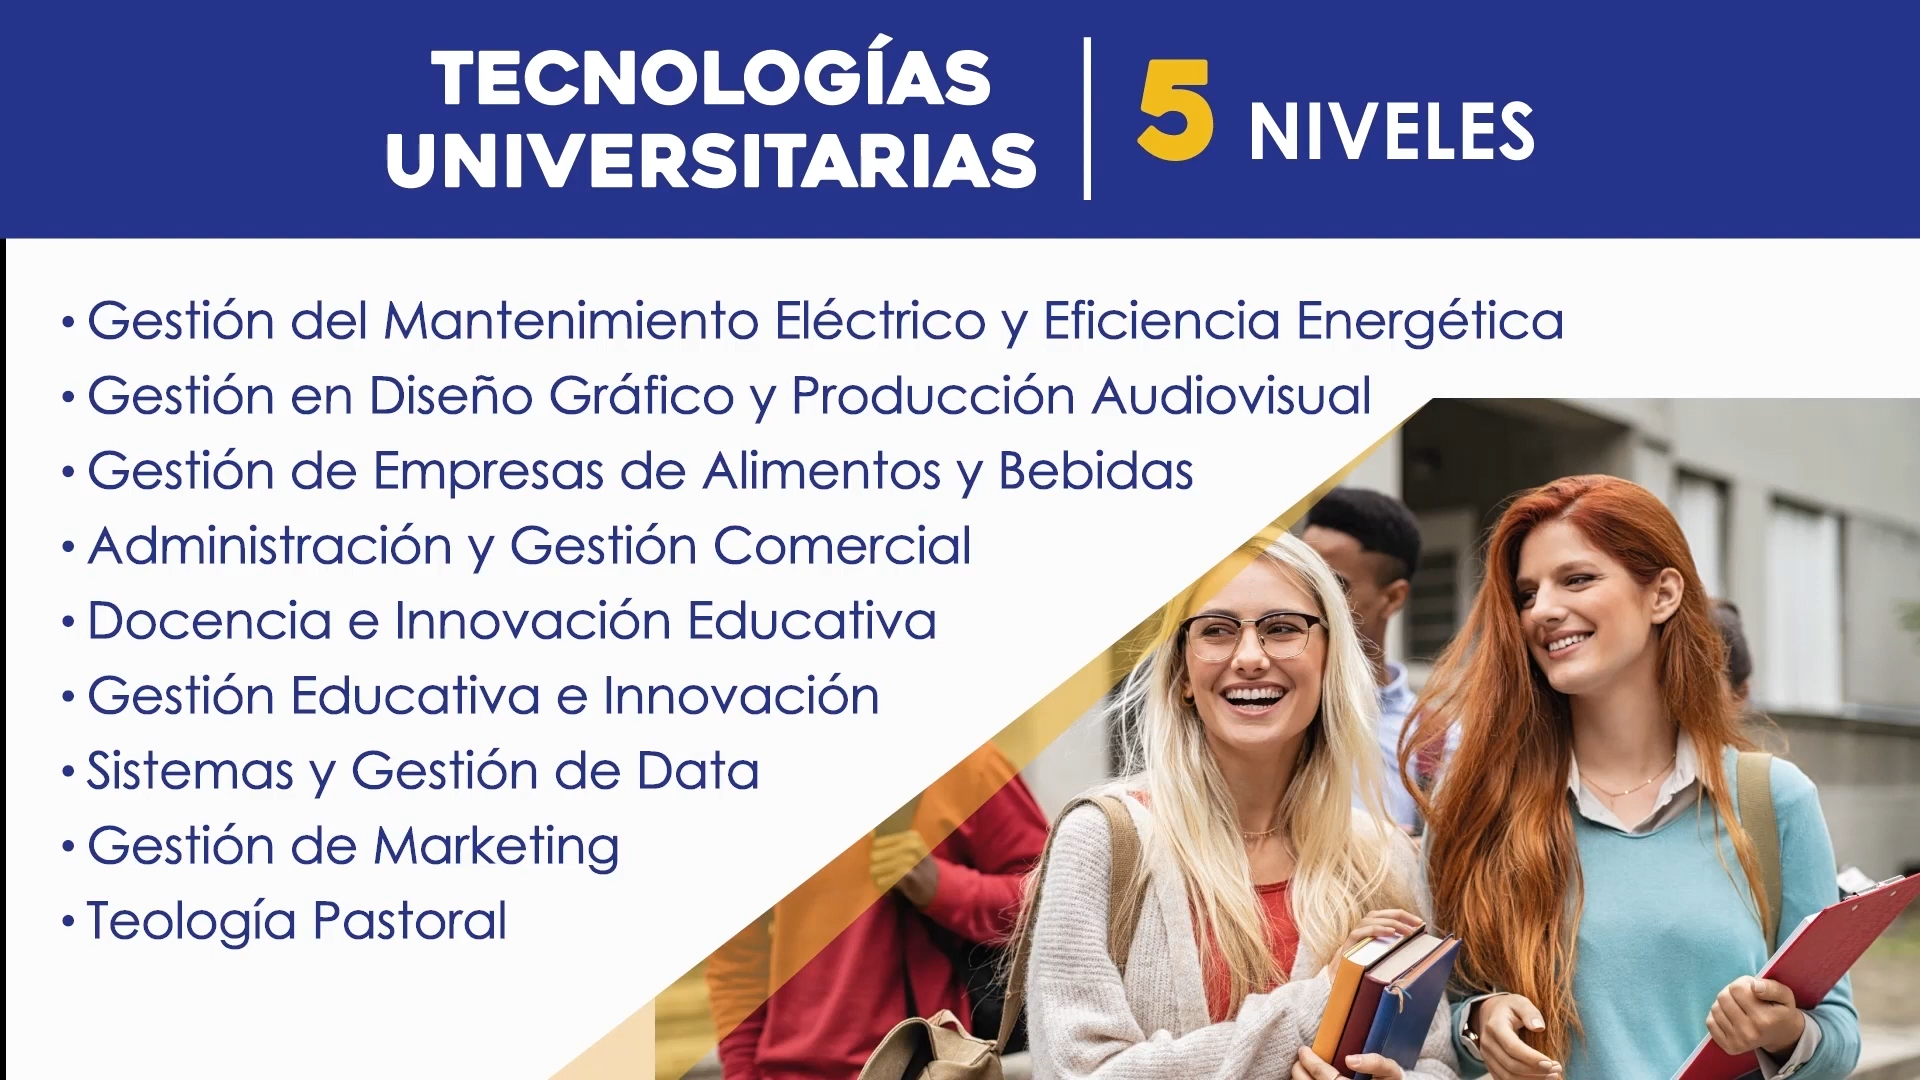 TECNOLOGÍAS
UNIVERSITARIAS
5 NIVELES
• Gestión del Mantenimiento Eléctrico y Eficiencia Energética
• Gestión en Diseño Gráfico y Producción Audiovisual
• Gestión de Empresas de Alimentos y Bebidas
• Administración y Gestión Comercial
• Docencia e Innovación Educativa
• Gestión Educativa e Innovación
• Sistemas y Gestión de Data
• Gestión de Marketing
• Teología Pastoral